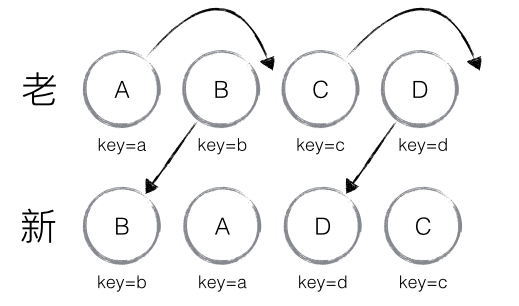 老 A B C D
key=a key=b key=c key=d
新 B A D C
key=b key=a key=d key=c